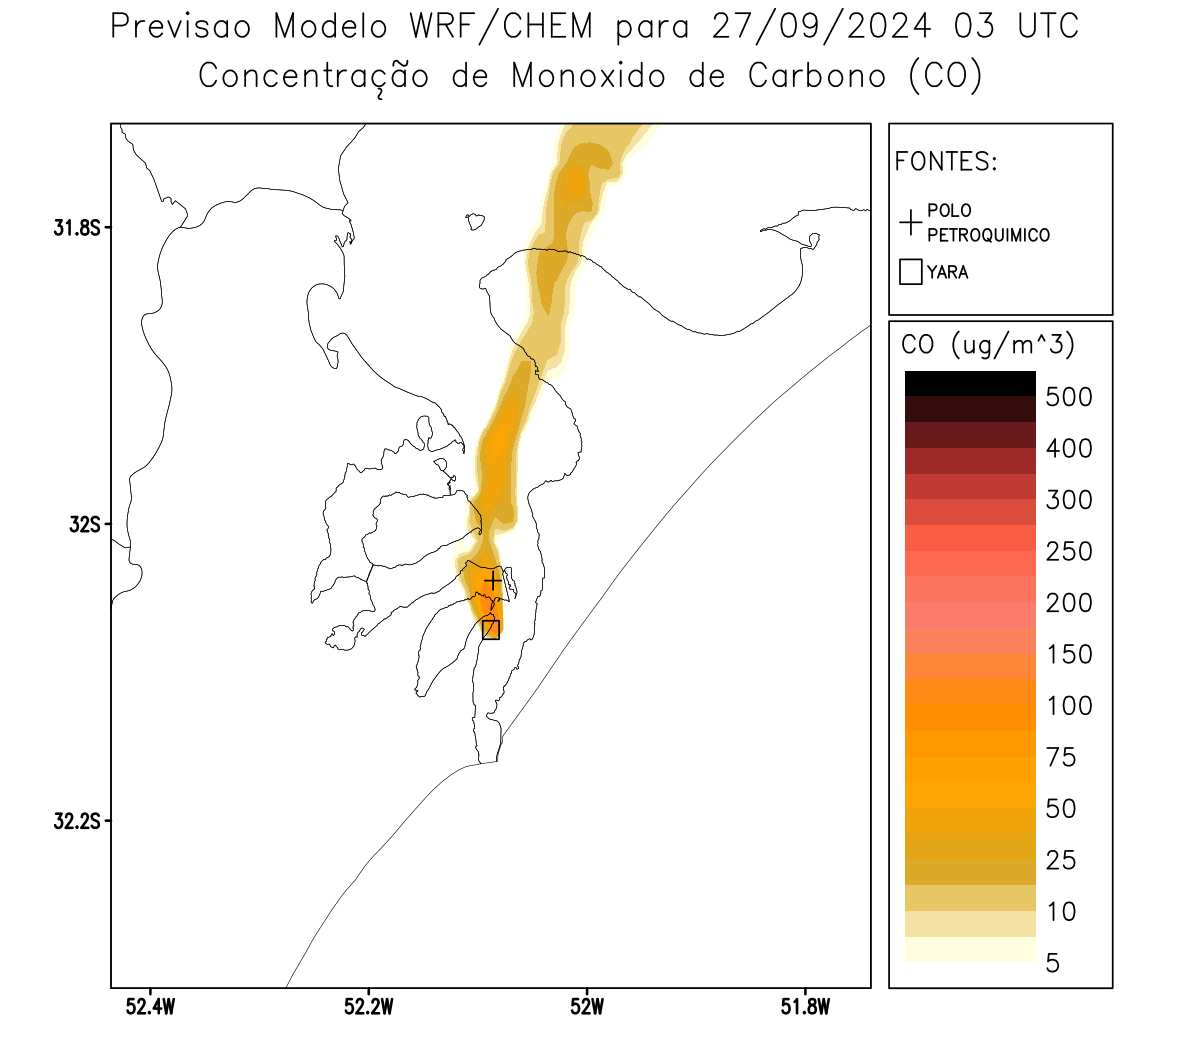 Previsao Modelo WRF/CHEM para 27/09/2024 03 UTC
Concentração de Monoxido de Carbono (CO)
FONTES:
POLO
PETROQUIMICO
YARA
31.8S
32S
32.2S
52.4W
52.2W
52W
51.8W
CO (ug/m^3)
500
400
300
250
200
150
100
75
50
25
10
5